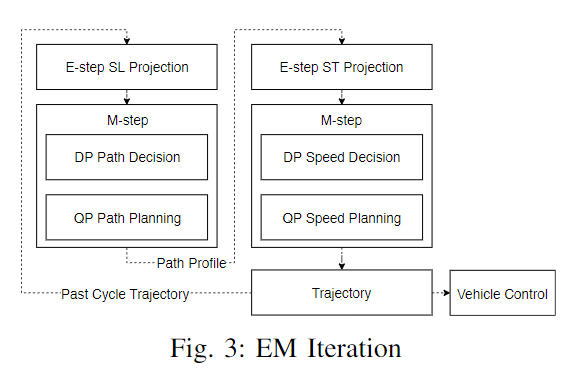 E-step SL Projection
M-step
DP Path Decision
QP Path Planning
E-step ST Projection
M-step
DP Speed Decision
QP Speed Planning
Path Profile
Past Cycle Trajectory
Trajectory
Vehicle Control
Fig. 3: EM Iteration